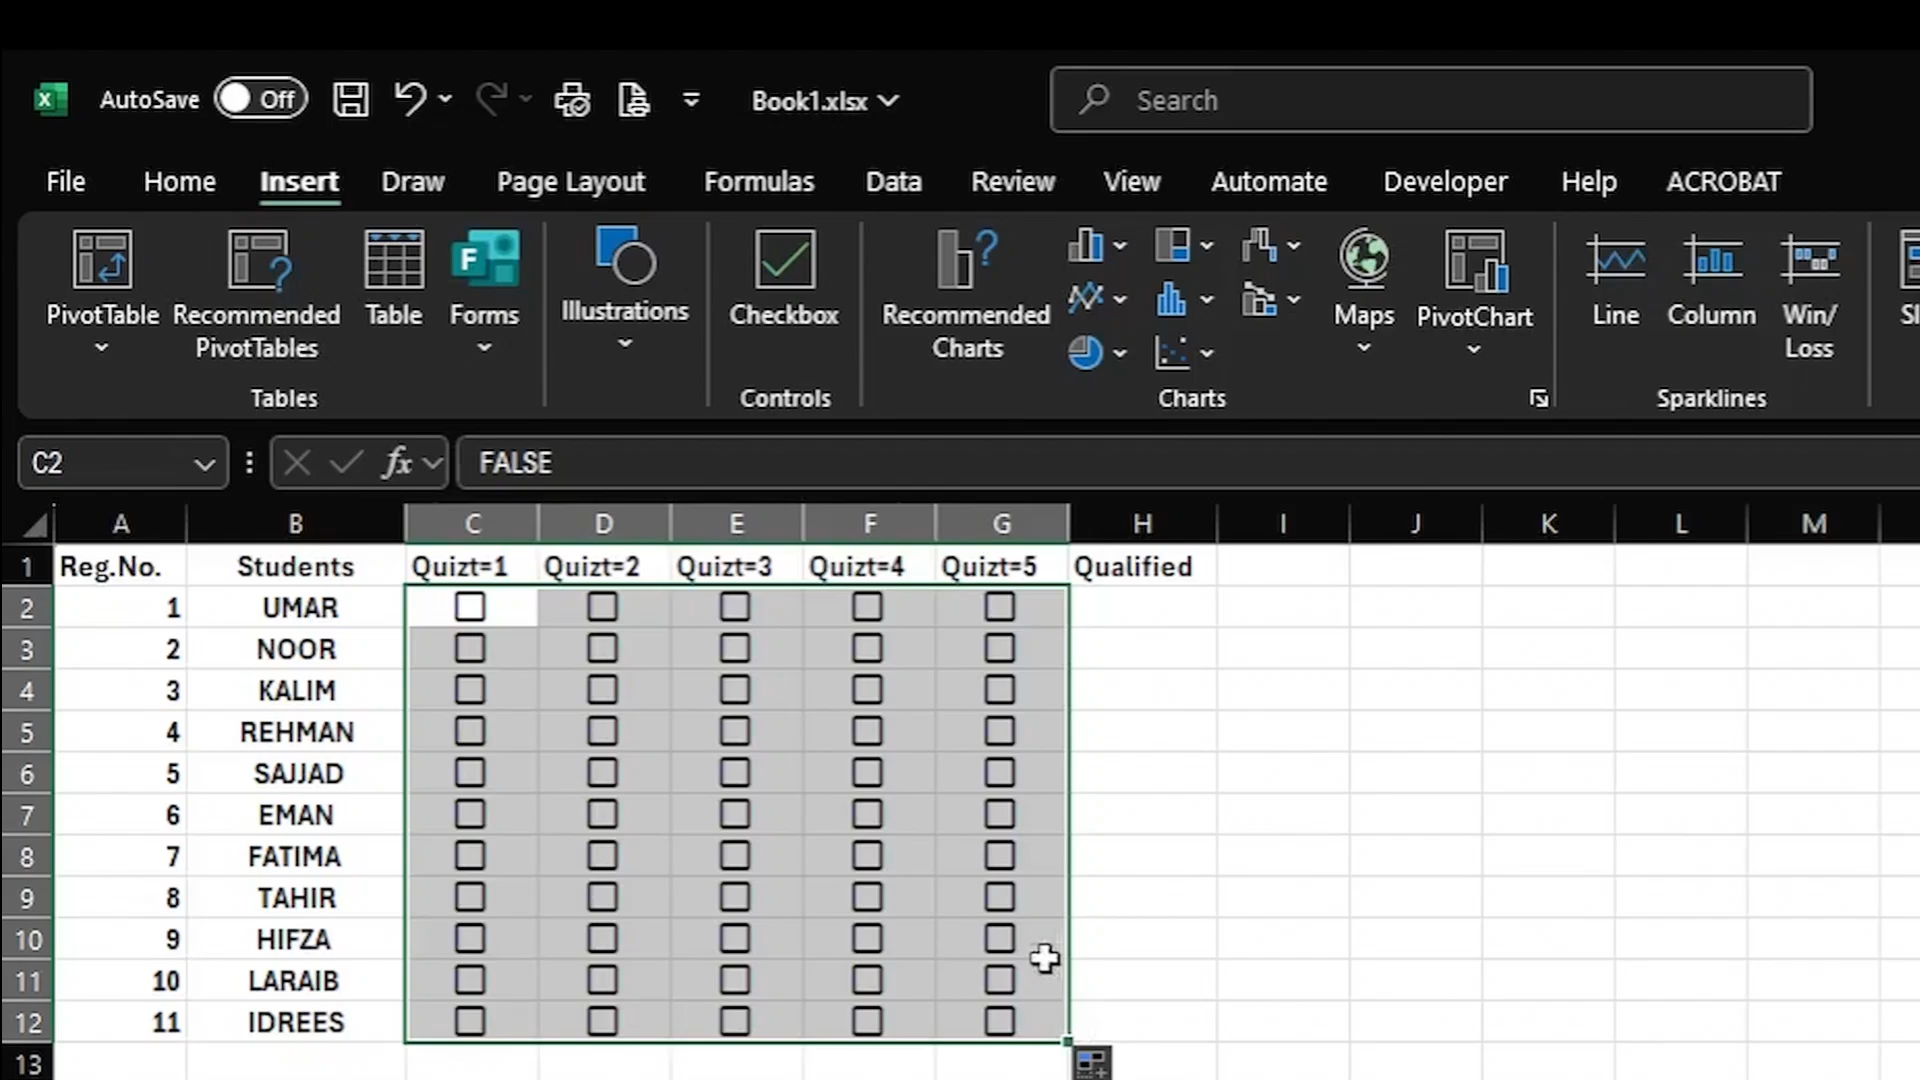 AutoSave Off Book1.xlsx Search
File Home Insert Draw Page Layout Formulas Data Review View Automate Developer Help ACROBAT
PivotTable Recommended PivotTables Table Forms Illustrations Checkbox Recommended Charts Maps PivotChart Line Column Win/ Loss
Tables Controls Charts Sparklines
C2 fx FALSE
A B C D E F G H I J K L M
1 Reg.No. Students Quizt=1 Quizt=2 Quizt=3 Quizt=4 Quizt=5 Qualified
2 1 UMAR
3 2 NOOR
4 3 KALIM
5 4 REHMAN
6 5 SAJJAD
7 6 EMAN
8 7 FATIMA
9 8 TAHIR
10 9 HIFZA
11 10 LARAIB
12 11 IDREES
13